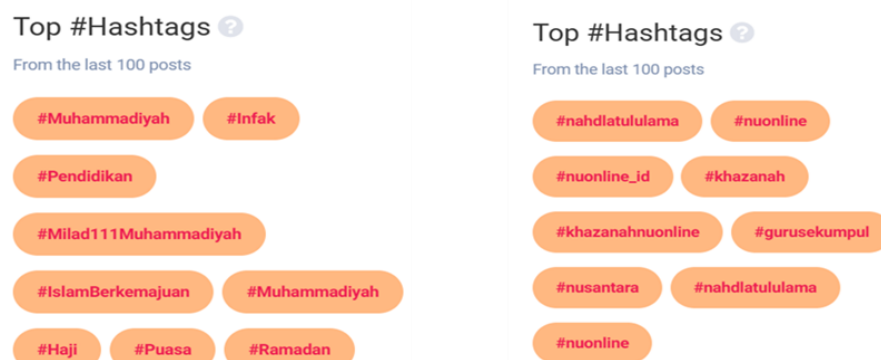 Top #Hashtags ?
From the last 100 posts
#Muhammadiyah #Infak
#Pendidikan
#Milad111Muhammadiyah
#IslamBerkemajuan #Muhammadiyah
#Haji #Puasa #Ramadan
Top #Hashtags ?
From the last 100 posts
#nahdlatululama #nuonline
#nuonline_id #khazanah
#khazanahnuonline #gurusekumpul
#nusantara #nahdlatululama
#nuonline